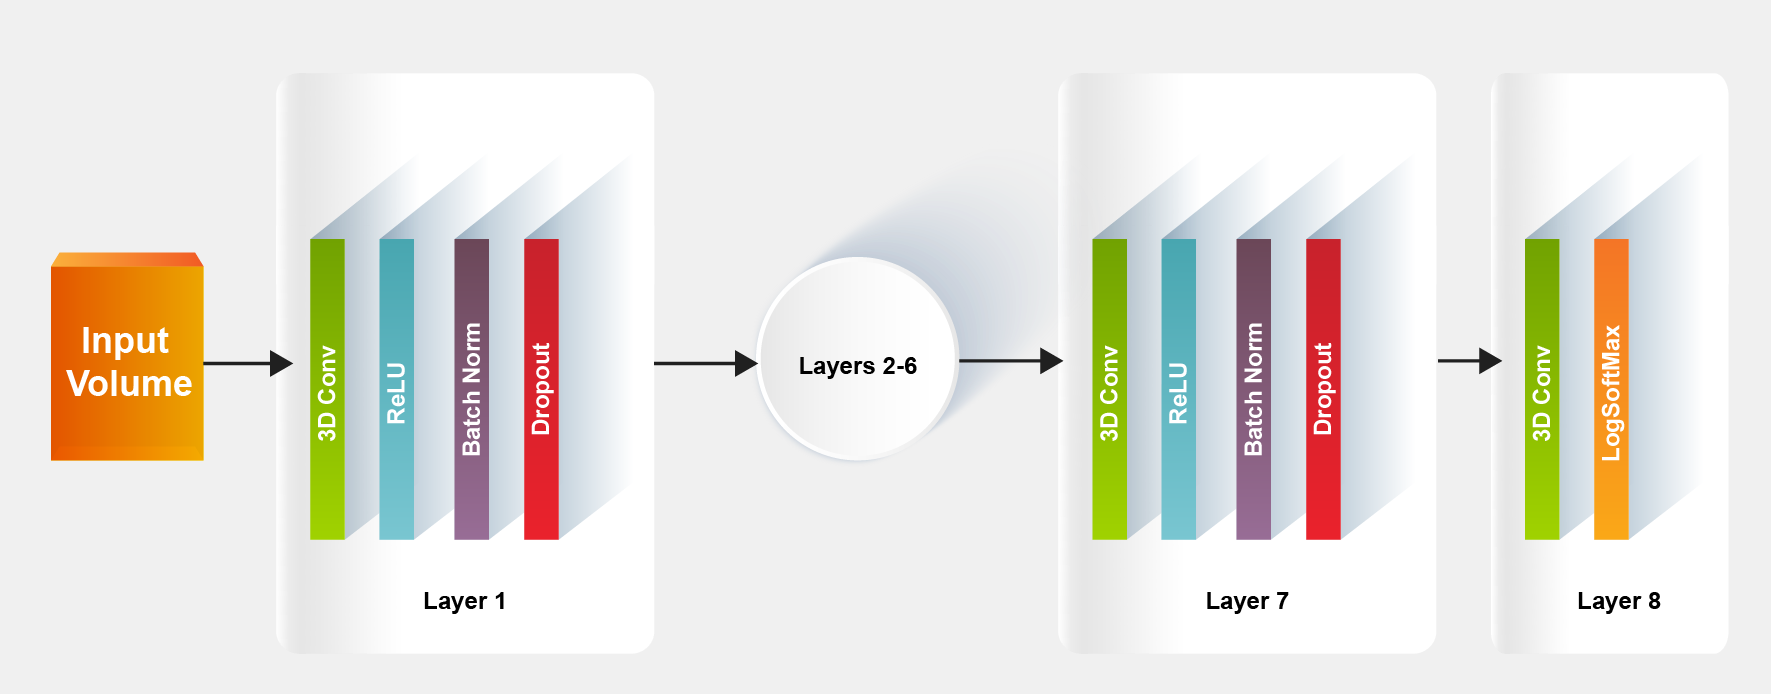 Input
Volume
3D Conv
ReLU
Batch Norm
Dropout
Layer 1
Layers 2-6
3D Conv
ReLU
Batch Norm
Dropout
Layer 7
3D Conv
LogSoftMax
Layer 8